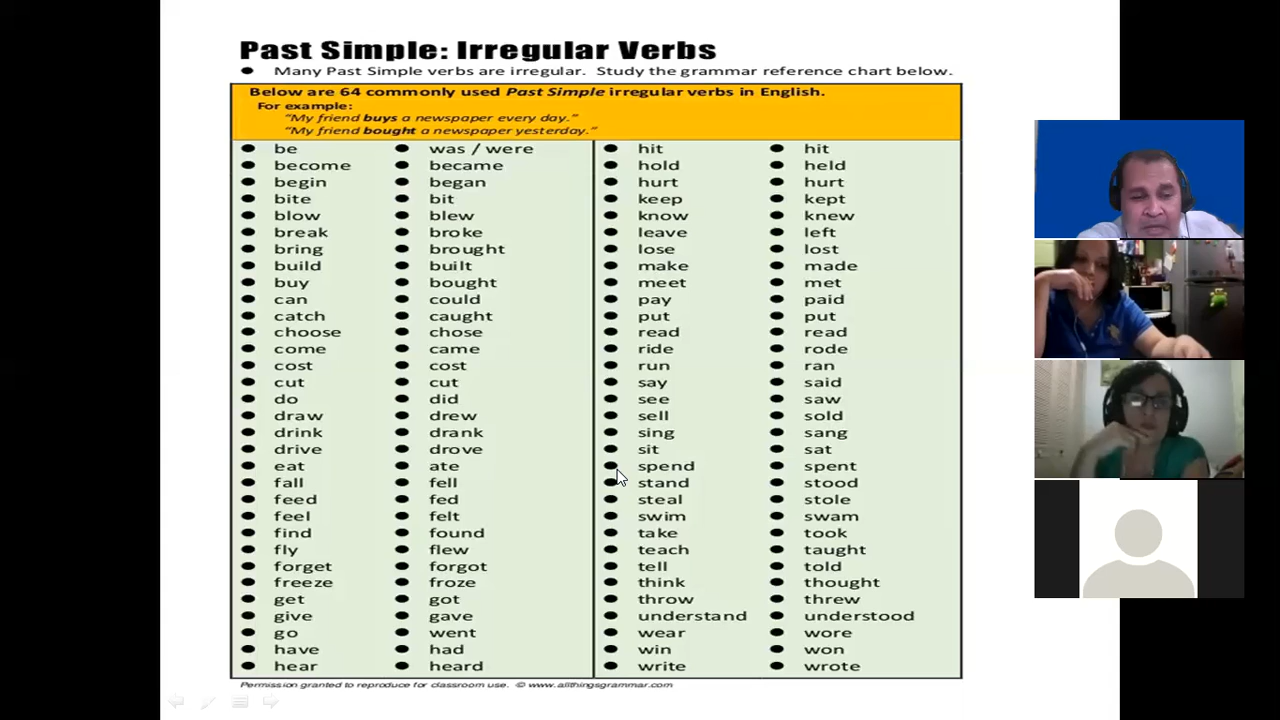 Past Simple: Irregular Verbs
● Many Past Simple verbs are irregular. Study the grammar reference chart below.
Below are 64 commonly used Past Simple irregular verbs in English.
For example:
"My friend buys a newspaper every day."
"My friend bought a newspaper yesterday."
● be ● was / were ● hit ● hit
● become ● became ● hold ● held
● begin ● began ● hurt ● hurt
● bite ● bit ● keep ● kept
● blow ● blew ● know ● knew
● break ● broke ● leave ● left
● bring ● brought ● lose ● lost
● build ● built ● make ● made
● buy ● bought ● meet ● met
● can ● could ● pay ● paid
● catch ● caught ● put ● put
● choose ● chose ● read ● read
● come ● came ● ride ● rode
● cost ● cost ● run ● ran
● cut ● cut ● say ● said
● do ● did ● see ● saw
● draw ● drew ● sell ● sold
● drink ● drank ● sing ● sang
● drive ● drove ● sit ● sat
● eat ● ate ● spend ● spent
● fall ● fell ● stand ● stood
● feed ● fed ● steal ● stole
● feel ● felt ● swim ● swam
● find ● found ● take ● took
● fly ● flew ● teach ● taught
● forget ● forgot ● tell ● told
● freeze ● froze ● think ● thought
● get ● got ● throw ● threw
● give ● gave ● understand ● understood
● go ● went ● wear ● wore
● have ● had ● win ● won
● hear ● heard ● write ● wrote
Permission granted to reproduce for classroom use. © www.allthingsgrammar.com